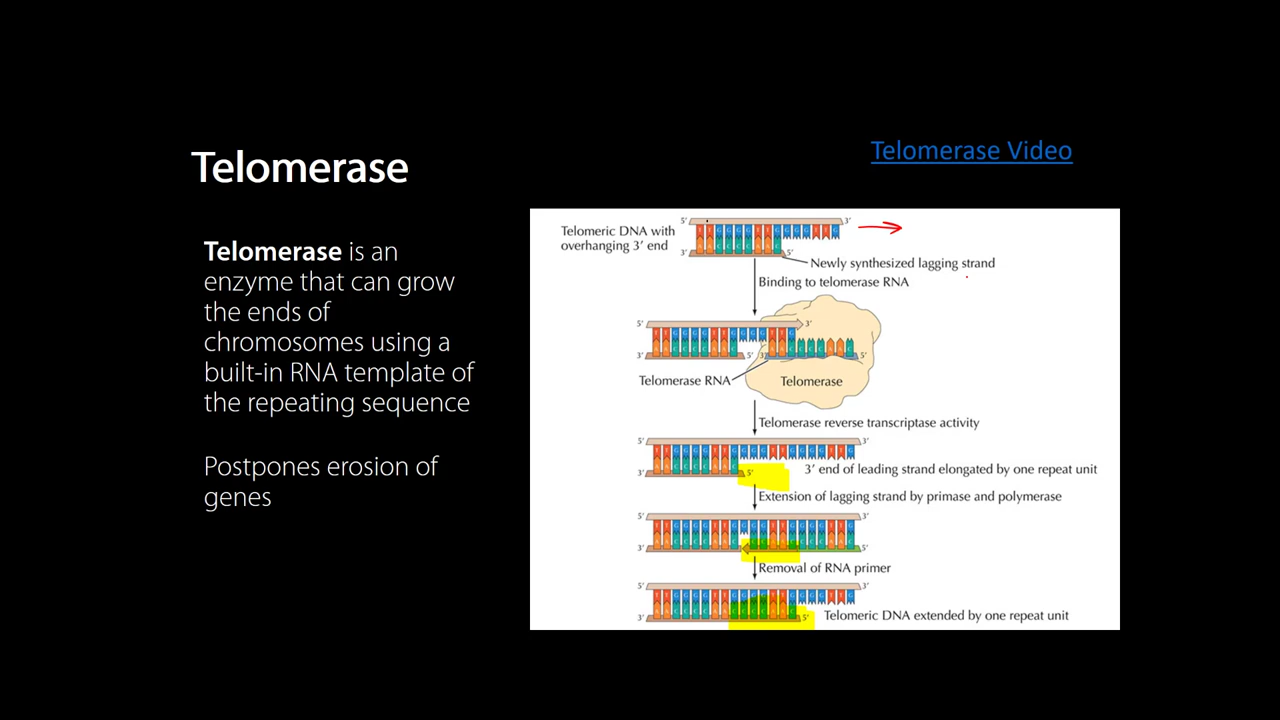 Telomerase
Telomerase Video
Telomerase is an
enzyme that can grow
the ends of
chromosomes using a
built-in RNA template of
the repeating sequence
Postpones erosion of
genes
5′ 3′
Telomeric DNA with
overhanging 3′ end
3′ 5′
Newly synthesized lagging strand
Binding to telomerase RNA
5′ 3′
3′ 5′ 3′ 5′
Telomerase RNA
Telomerase
Telomerase reverse transcriptase activity
5′ 3′
3′ 5′
3′ end of leading strand elongated by one repeat unit
Extension of lagging strand by primase and polymerase
5′ 3′
3′ 5′
Removal of RNA primer
5′ 3′
3′ 5′
Telomeric DNA extended by one repeat unit